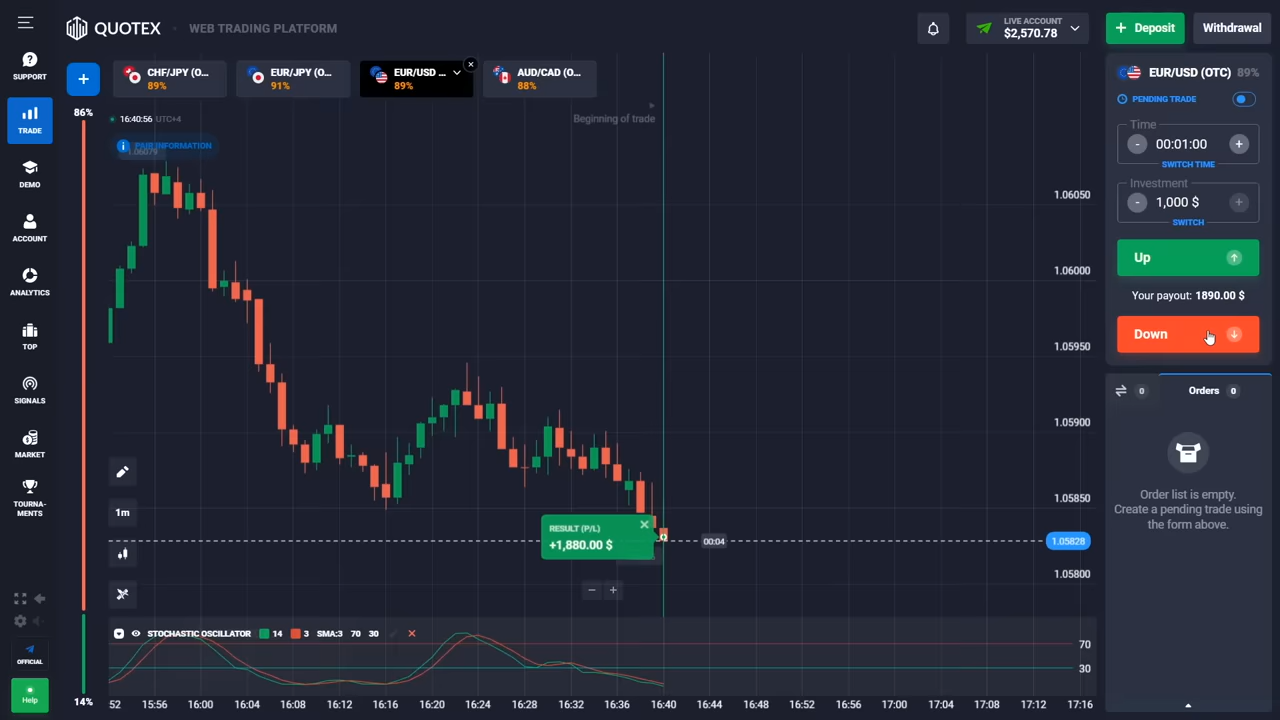 QUOTEX
WEB TRADING PLATFORM
LIVE ACCOUNT
$2,570.78
+ Deposit
Withdrawal
SUPPORT
TRADE
DEMO
ACCOUNT
ANALYTICS
TOP
SIGNALS
MARKET
TOURNA-
MENTS
OFFICIAL
Help
+
CHF/JPY (O...
89%
EUR/JPY (O...
91%
EUR/USD ...
89%
AUD/CAD (O...
88%
86%
14%
16:40:56 UTC+4
PAIR INFORMATION
1.06079
Beginning of trade
1.06050
1.06000
1.05950
1.05900
1.05850
1.05828
1.05800
1m
RESULT (P/L)
+1,880.00 $
00:04
STOCHASTIC OSCILLATOR 14 3 SMA:3 70 30
70
30
52 15:56 16:00 16:04 16:08 16:12 16:16 16:20 16:24 16:28 16:32 16:36 16:40 16:44 16:48 16:52 16:56 17:00 17:04 17:08 17:12 17:16
EUR/USD (OTC) 89%
PENDING TRADE
Time
- 00:01:00 +
SWITCH TIME
Investment
- 1,000 $ +
SWITCH
Up
Your payout: 1890.00 $
Down
0
Orders 0
Order list is empty.
Create a pending trade using
the form above.